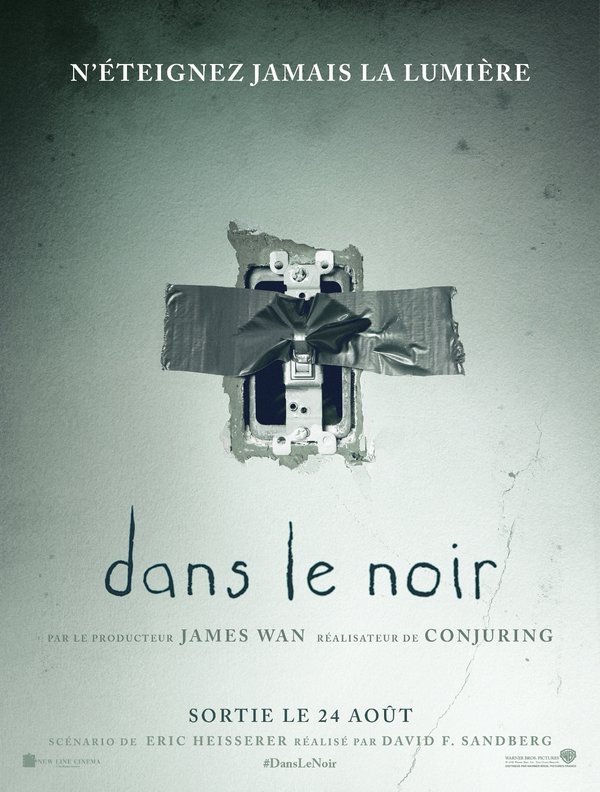 N'ÉTEIGNEZ JAMAIS LA LUMIÈRE
dans le noir
PAR LE PRODUCTEUR JAMES WAN RÉALISATEUR DE CONJURING
SORTIE LE 24 AOÛT
SCÉNARIO DE ERIC HEISSERER RÉALISÉ PAR DAVID F. SANDBERG
NEW LINE CINEMA
#DansLeNoir
WARNER BROS. PICTURES